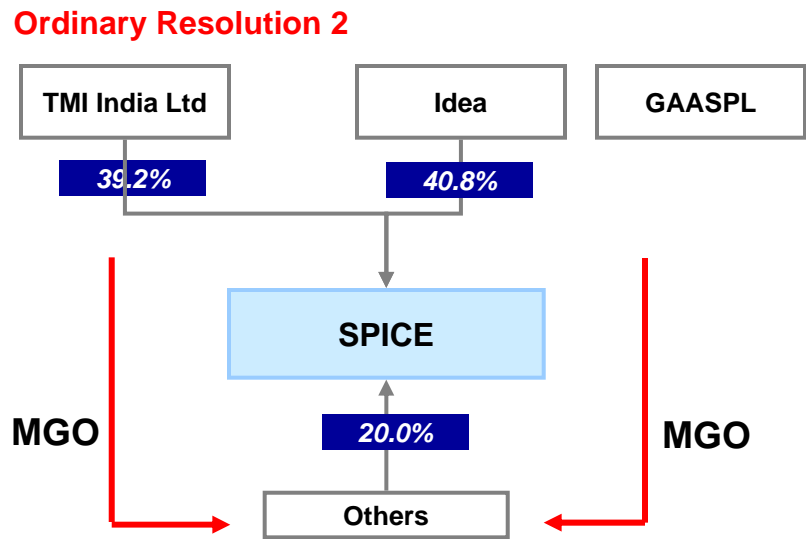 Ordinary Resolution 2
TMI India Ltd
Idea
GAASPL
39.2%
40.8%
SPICE
MGO
20.0%
MGO
Others